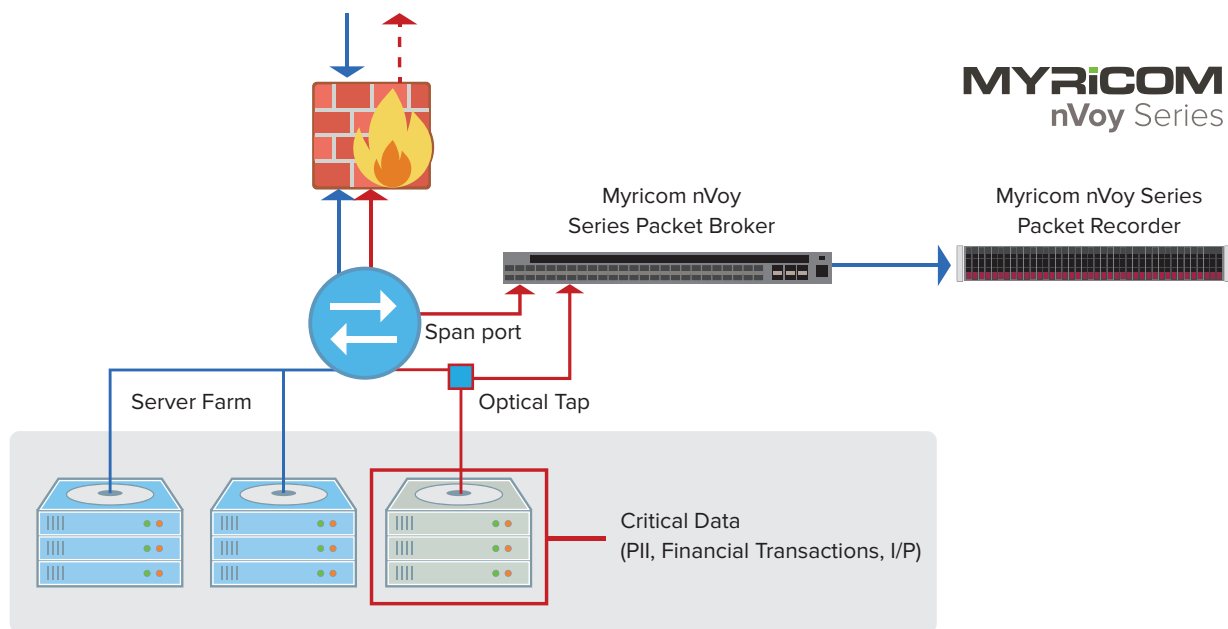 MYRiCOM
nVoy Series
Myricom nVoy
Series Packet Broker
Myricom nVoy Series
Packet Recorder
Span port
Server Farm
Optical Tap
Critical Data
(PII, Financial Transactions, I/P)